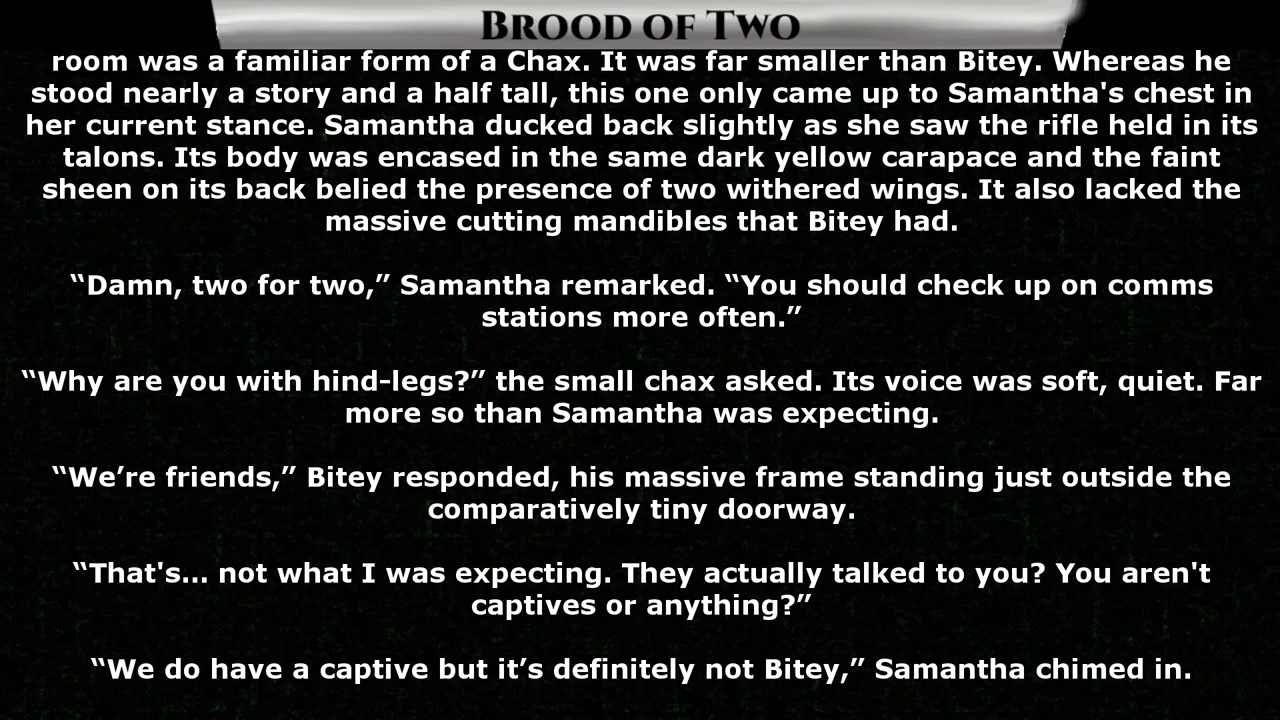 Brood of Two
room was a familiar form of a Chax. It was far smaller than Bitey. Whereas he
stood nearly a story and a half tall, this one only came up to Samantha's chest in
her current stance. Samantha ducked back slightly as she saw the rifle held in its
talons. Its body was encased in the same dark yellow carapace and the faint
sheen on its back belied the presence of two withered wings. It also lacked the
massive cutting mandibles that Bitey had.
“Damn, two for two,” Samantha remarked. “You should check up on comms
stations more often.”
“Why are you with hind-legs?” the small chax asked. Its voice was soft, quiet. Far
more so than Samantha was expecting.
“We’re friends,” Bitey responded, his massive frame standing just outside the
comparatively tiny doorway.
“That's... not what I was expecting. They actually talked to you? You aren't
captives or anything?”
“We do have a captive but it’s definitely not Bitey,” Samantha chimed in.